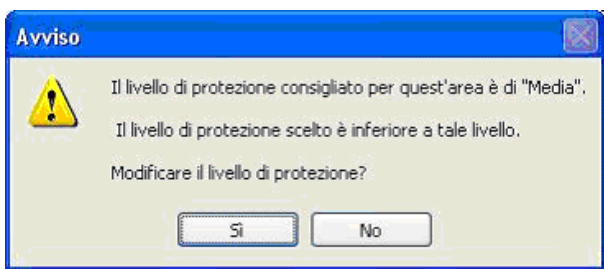 Avviso
Il livello di protezione consigliato per quest'area è di "Media".
Il livello di protezione scelto è inferiore a tale livello.
Modificare il livello di protezione?
Sì
No